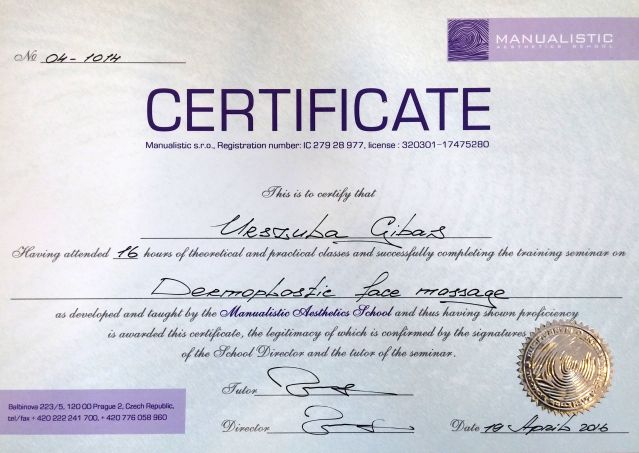 № 04-1014
MANUALISTIC
AESTHETICS SCHOOL
CERTIFICATE
Manualistic s.r.o., Registration number: IC 279 28 977, license : 320301-17475280
This is to certify that
Urszula Gibas
Having attended 16 hours of theoretical and practical classes and successfully completing the training seminar on
Dermoplastic face massage
as developed and taught by the Manualistic Aesthetics School and thus having shown proficiency
is awarded this certificate, the legitimacy of which is confirmed by the signatures
of the School Director and the tutor of the seminar.
Tutor
Balbinova 223/5, 120 00 Prague 2, Czech Republic,
tel/fax + 420 222 241 700, + 420 776 058 960
Director
Date 19 April 2016